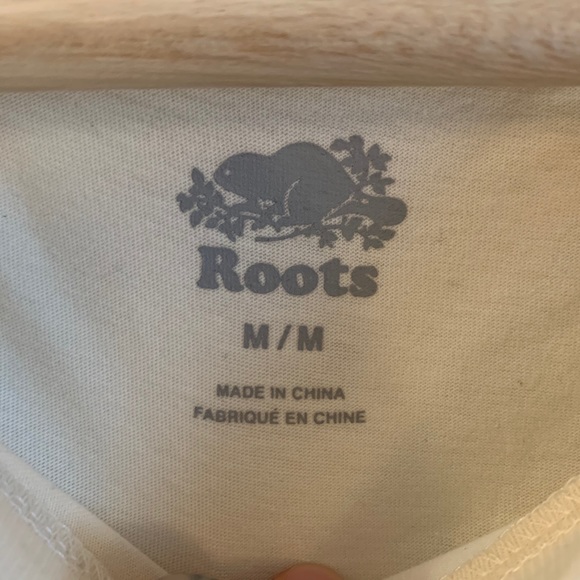 Roots
M/M
MADE IN CHINA
FABRIQUÉ EN CHINE